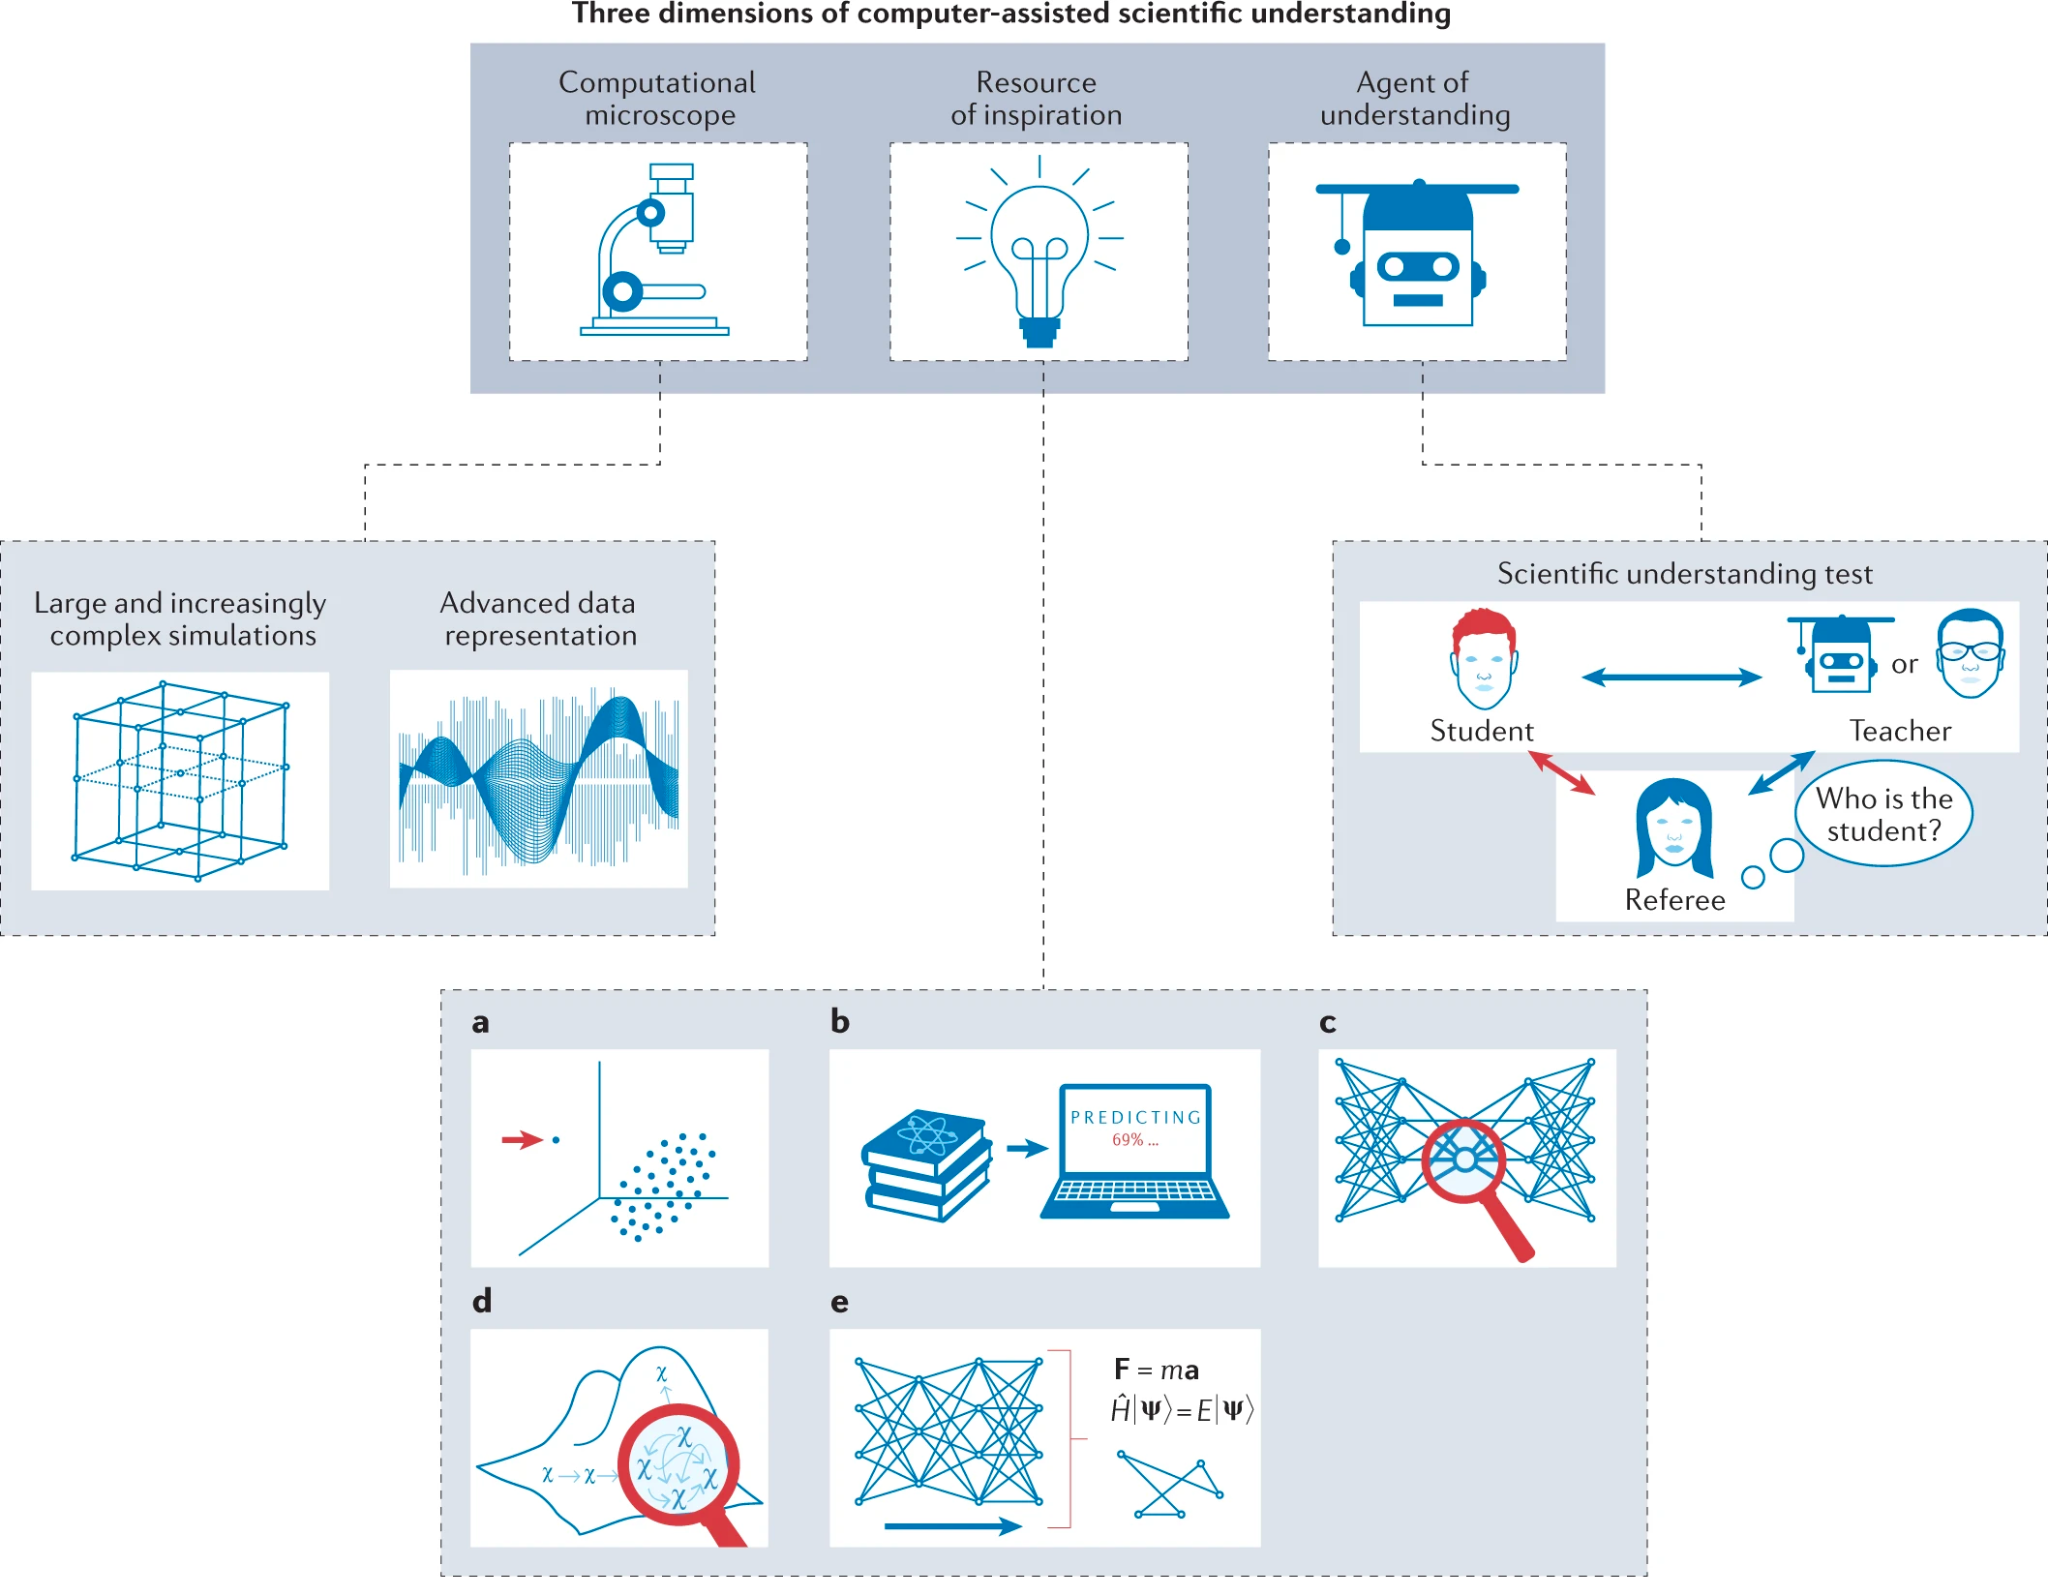 Three dimensions of computer-assisted scientific understanding
Computational
microscope
Resource
of inspiration
Agent of
understanding
Large and increasingly
complex simulations
Advanced data
representation
Scientific understanding test
or
Student
Teacher
Who is the
student?
Referee
a
b
c
PREDICTING
69% ...
d
e
χ
χ → χ →
χ
χ
χ
χ
F = ma
Ĥ|Ψ⟩ = E|Ψ⟩